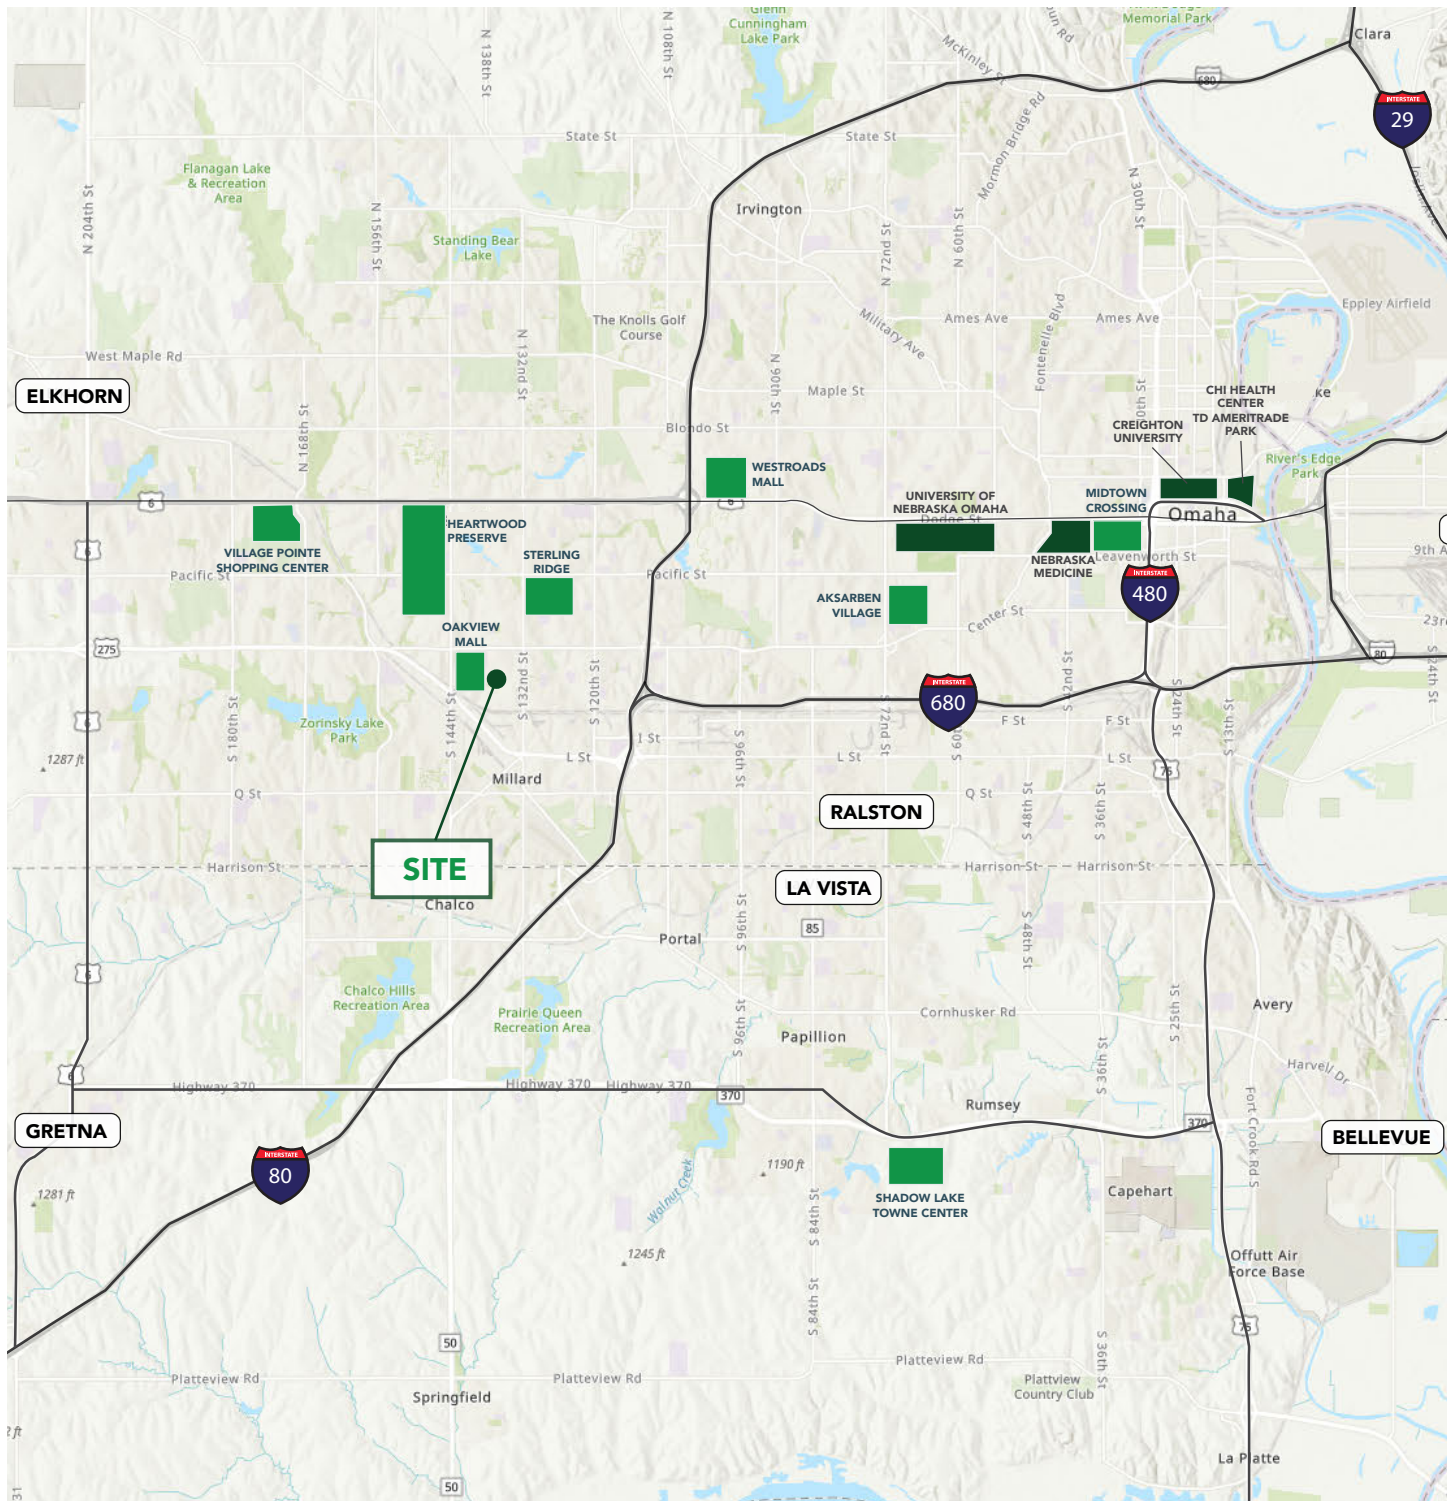 Glenn
Cunningham
Lake Park
Memorial Park
Clara
N 138th St
N 108th St
McKinley St
680
INTERSTATE
29
State St
State St
Mormon Bridge Rd
Flanagan Lake
& Recreation
Area
N 204th St
N 156th St
Irvington
N 30th St
Standing Bear
Lake
N 72nd St
N 60th St
Eppley Airfield
The Knolls Golf
Course
N 132nd St
Military Ave
Ames Ave
Ames Ave
Fontenelle Blvd
West Maple Rd
N 90th St
Maple St
ELKHORN
CHI HEALTH
CENTER
TD AMERITRADE
PARK
ke
N 168th St
Blondo St
CREIGHTON
UNIVERSITY
River's Edge
Park
WESTROADS
MALL
6
6
UNIVERSITY OF
NEBRASKA OMAHA
Dodge St
MIDTOWN
CROSSING
Omaha
HEARTWOOD
PRESERVE
VILLAGE POINTE
SHOPPING CENTER
6
STERLING
RIDGE
NEBRASKA
MEDICINE
Leavenworth St
9th A
Pacific St
Pacific St
INTERSTATE
480
AKSARBEN
VILLAGE
Center St
OAKVIEW
MALL
275
80
S 24th St
S 132nd St
S 120th St
S 144th St
S 180th St
INTERSTATE
680
S 24th St
S 13th St
6
Zorinsky Lake
Park
S 72nd St
F St
F St
I St
S 96th St
L St
L St
L St
1287 ft
Millard
75
Q St
Q St
RALSTON
S 48th St
S 36th St
SITE
Harrison St
Harrison St
Harrison St
LA VISTA
Chalco
85
S 96th St
S 48th St
Portal
6
Chalco Hills
Recreation Area
Prairie Queen
Recreation Area
S 96th St
Cornhusker Rd
S 25th St
Avery
Papillion
S 36th St
Harvell Dr
6
Highway 370
Highway 370
Highway 370
370
Rumsey
370
Fort Crook Rd S
GRETNA
BELLEVUE
INTERSTATE
80
1190 ft
1281 ft
Walnut Creek
S 84th St
SHADOW LAKE
TOWNE CENTER
Capehart
1245 ft
Offutt Air
Force Base
S 84th St
75
50
S 36th St
Platteview Rd
Platteview Rd
Platteview Rd
Springfield
Plattview
Country Club
La Platte
50
31